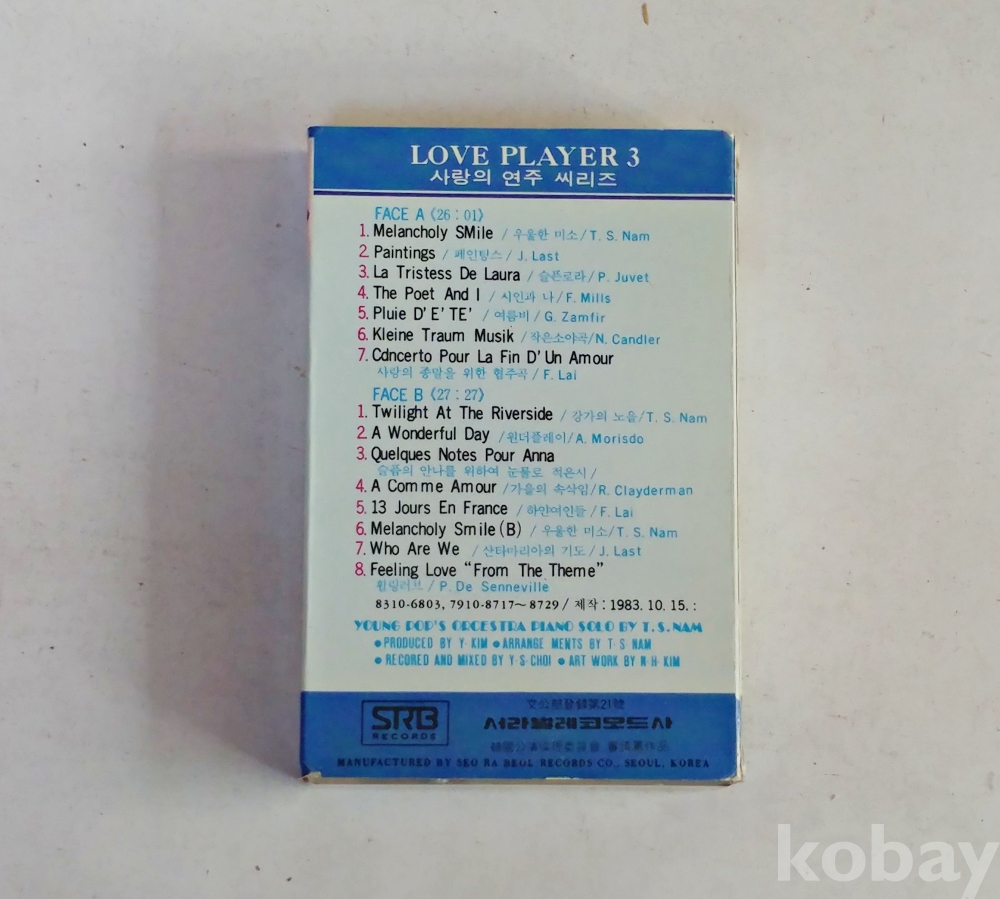 LOVE PLAYER 3
사랑의 연주 씨리즈
FACE A《26 : 01》
1. Melancholy SMile / 우울한 미소/T. S. Nam
2. Paintings / 페인팅스 / J. Last
3. La Tristess De Laura / 슬픈로라/ P. Juvet
4. The Poet And I / 시인과 나/ F. Mills
5. Pluie D'E'TE' / 여름비/ G. Zamfir
6. Kleine Traum Musik /작은소야곡/N. Candler
7. Cdncerto Pour La Fin D'Un Amour
사랑의 종말을 위한 협주곡 / F. Lai
FACE B《27 : 27》
1. Twilight At The Riverside / 강가의 노을/T. S. Nam
2. A Wonderful Day /원더플레이/A. Morisdo
3. Quelques Notes Pour Anna
슬픔의 안나를 위하여 눈물로 적은시 /
4. A Comme Amour /가을의 속삭임/R. Clayderman
5. 13 Jours En France / 하얀여인들 / F. Lai
6. Melancholy Smile (B) / 우울한 미소/T. S. Nam
7. Who Are We / 산타마리아의 기도/ J. Last
8. Feeling Love "From The Theme"
휠링러브 / P. De Senneville
8310-6803, 7910-8717~8729 / 제작 : 1983. 10. 15. :
YOUNG POP'S ORCESTRA PIANO SOLO BY T. S. NAM
● PRODUCED BY Y· KIM ● ARRANGE MENTS BY T· S· NAM
● RECORED AND MIXED BY Y·S·CHOI ● ART WORK BY N·H·KIM
SRB
RECORDS
文公部登錄第21號
서라벌레코오드사
MANUFACTURED BY SEO RA BEOL RECORDS CO., SEOUL, KOREA
kobay